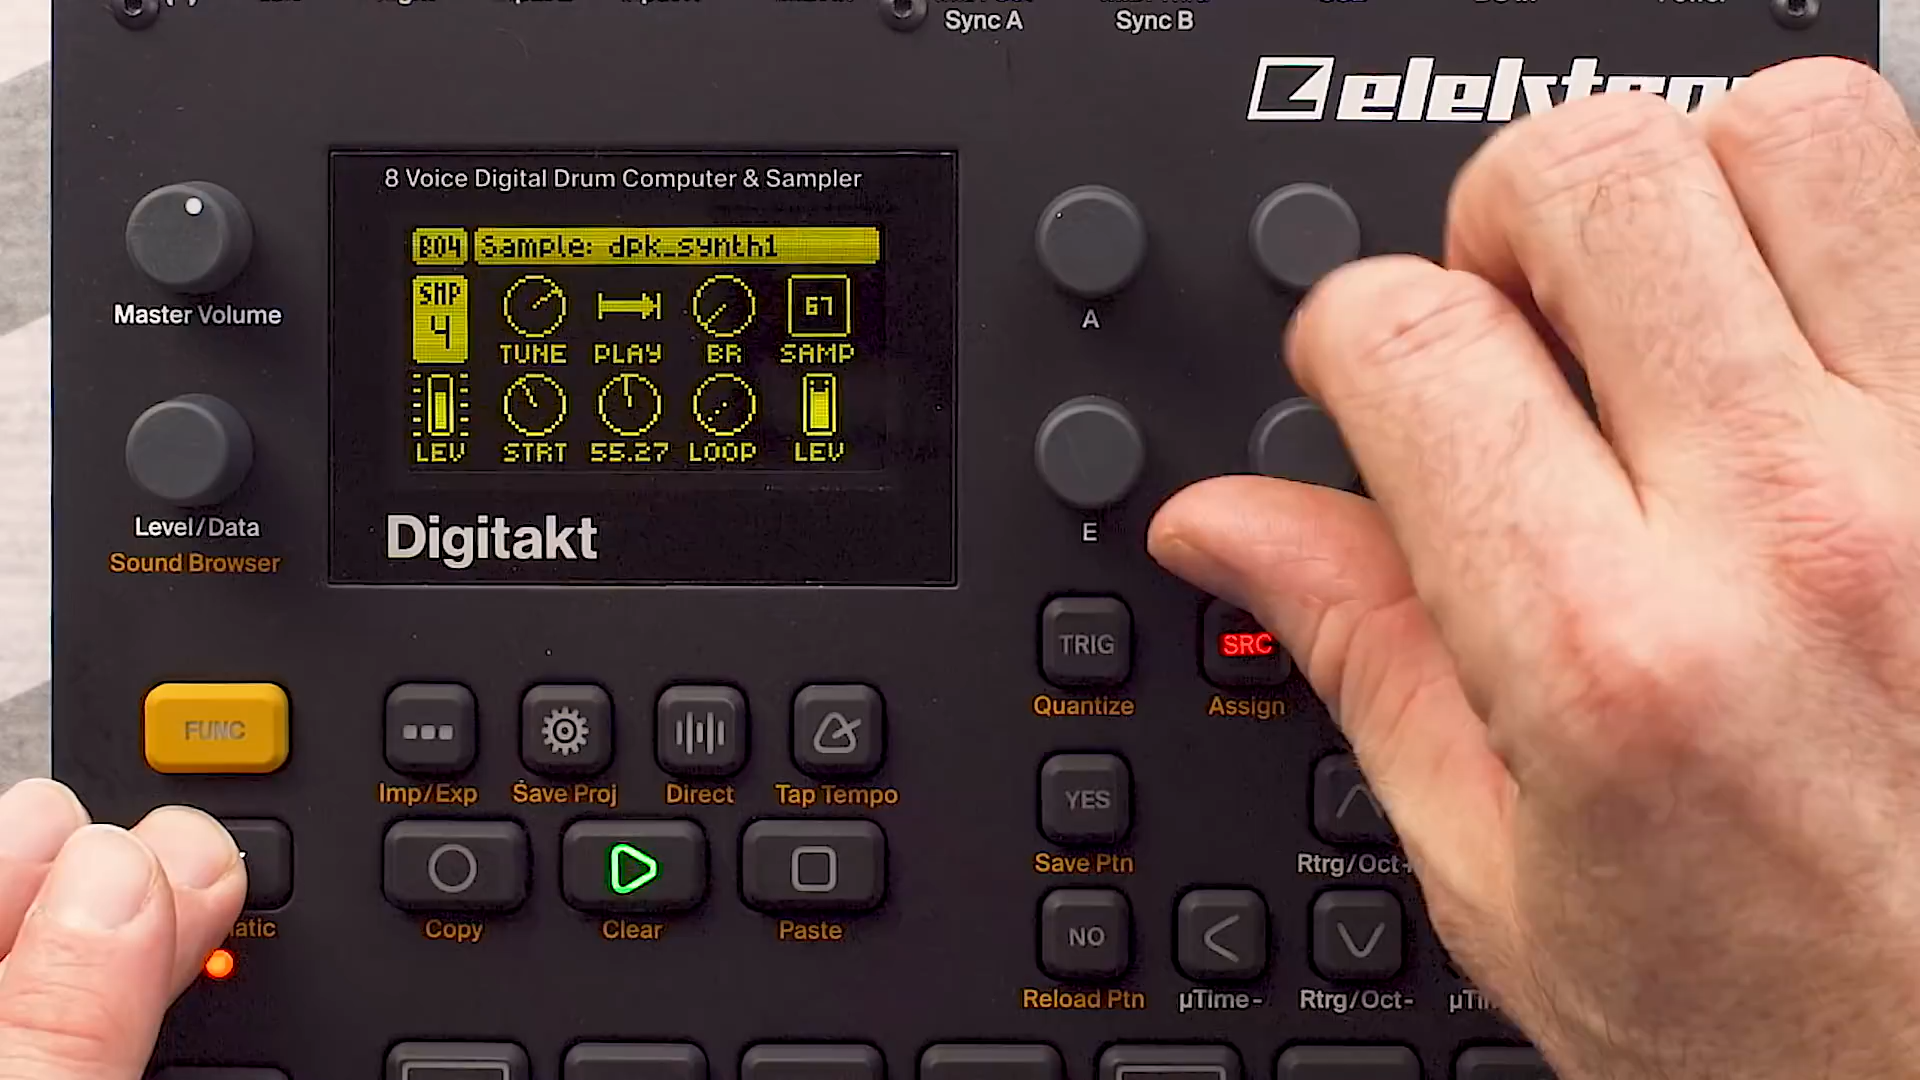 Sync A
Sync B
8 Voice Digital Drum Computer & Sampler
B04
Sample: dpk_synth1
SMP
4
TUNE
PLAY
BR
67
SAMP
LEV
STRT
55.27
LOOP
LEV
Digitakt
Master Volume
Level/Data
Sound Browser
A
E
TRIG
SRC
Quantize
Assign
FUNC
Imp/Exp
Save Proj
Direct
Tap Tempo
YES
Save Ptn
Rtrg/Oct+
Copy
Clear
Paste
NO
Reload Ptn
µTime-
Rtrg/Oct-